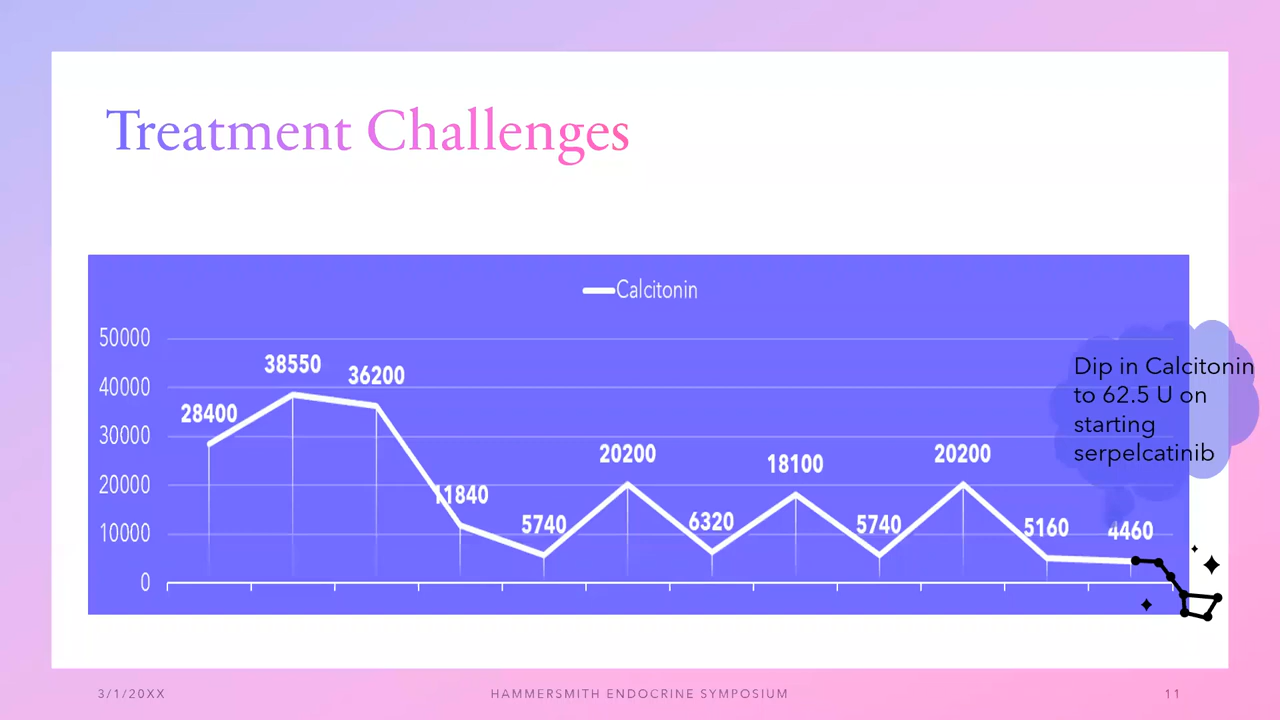 Treatment Challenges
Calcitonin
50000
40000
30000
20000
10000
0
28400
38550
36200
11840
5740
20200
6320
18100
5740
20200
5160
4460
Dip in Calcitonin
to 62.5 U on
starting
serpelcatinib
3/1/20XX
HAMMERSMITH ENDOCRINE SYMPOSIUM
11